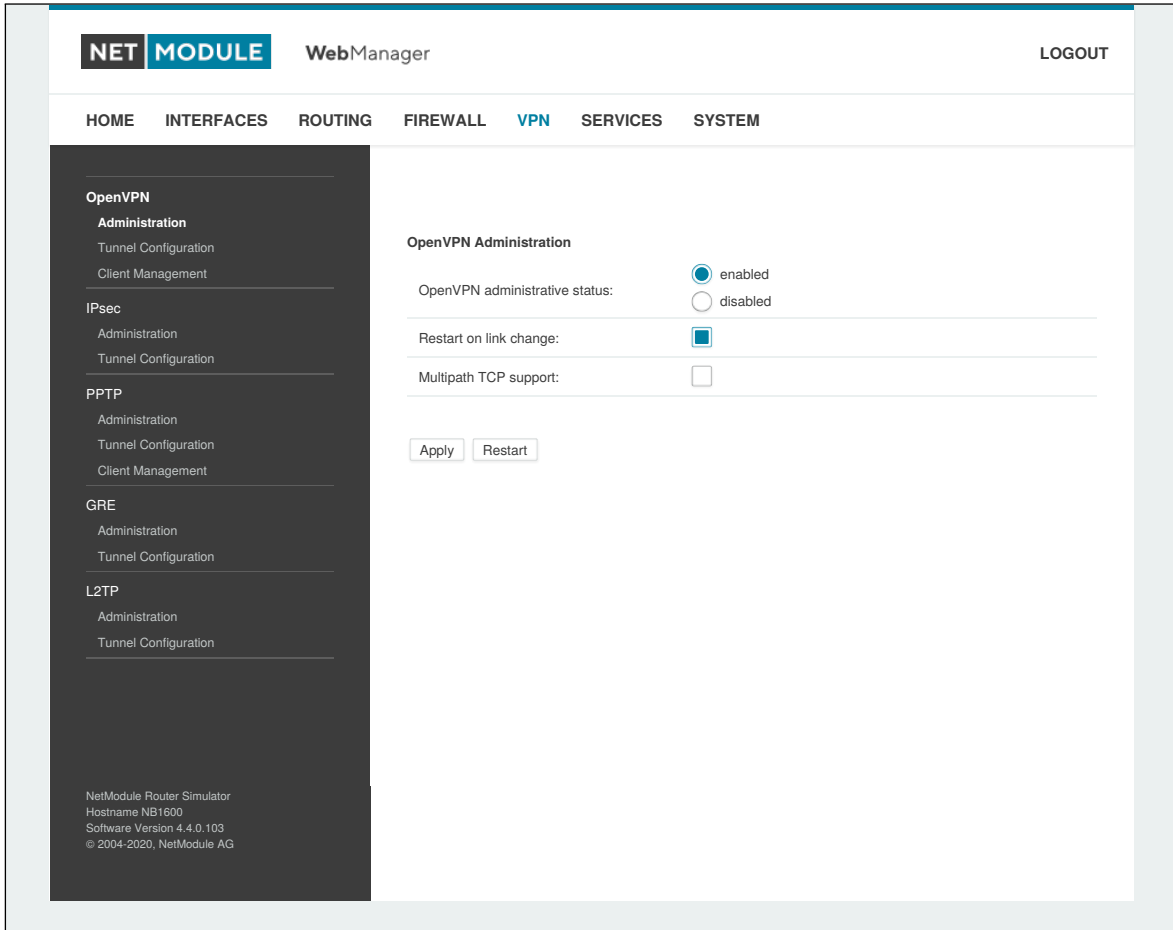 NET MODULE WebManager LOGOUT
HOME INTERFACES ROUTING FIREWALL VPN SERVICES SYSTEM
OpenVPN
Administration
Tunnel Configuration
Client Management
IPsec
Administration
Tunnel Configuration
PPTP
Administration
Tunnel Configuration
Client Management
GRE
Administration
Tunnel Configuration
L2TP
Administration
Tunnel Configuration
NetModule Router Simulator
Hostname NB1600
Software Version 4.4.0.103
© 2004-2020, NetModule AG
OpenVPN Administration
OpenVPN administrative status:
enabled
disabled
Restart on link change:
Multipath TCP support:
Apply Restart